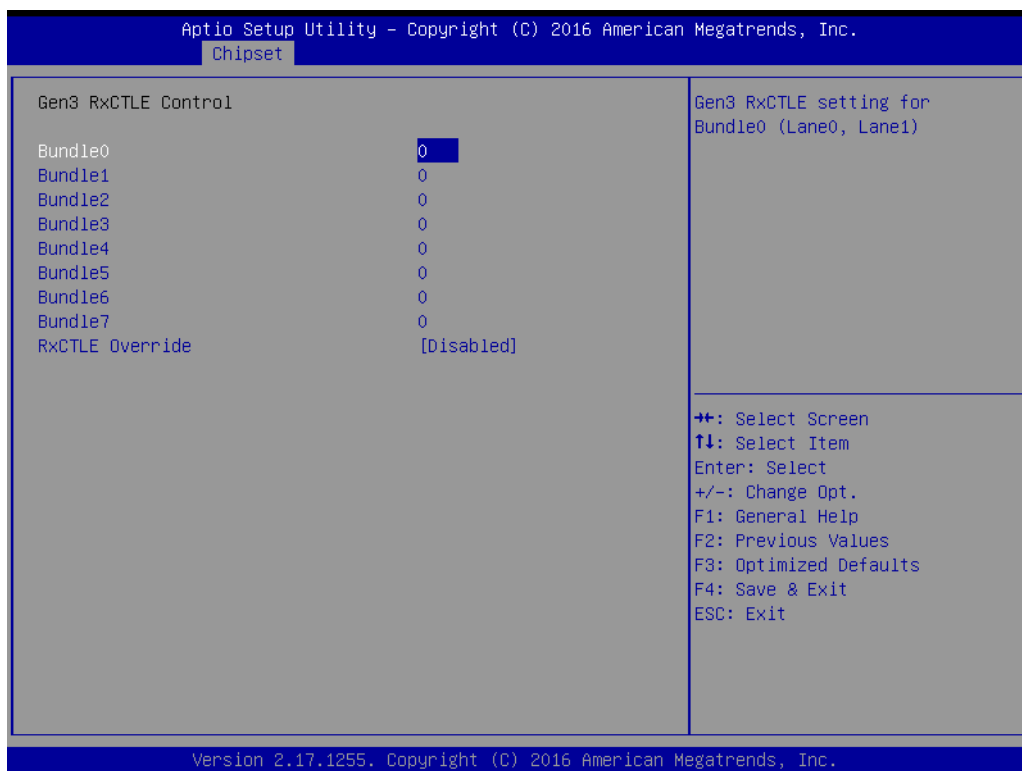 Aptio Setup Utility – Copyright (C) 2016 American Megatrends, Inc.
Chipset
Gen3 RxCTLE Control
Bundle0 0
Bundle1 0
Bundle2 0
Bundle3 0
Bundle4 0
Bundle5 0
Bundle6 0
Bundle7 0
RxCTLE Override [Disabled]
Gen3 RxCTLE setting for
Bundle0 (Lane0, Lane1)
→←: Select Screen
↑↓: Select Item
Enter: Select
+/-: Change Opt.
F1: General Help
F2: Previous Values
F3: Optimized Defaults
F4: Save & Exit
ESC: Exit
Version 2.17.1255. Copyright (C) 2016 American Megatrends, Inc.